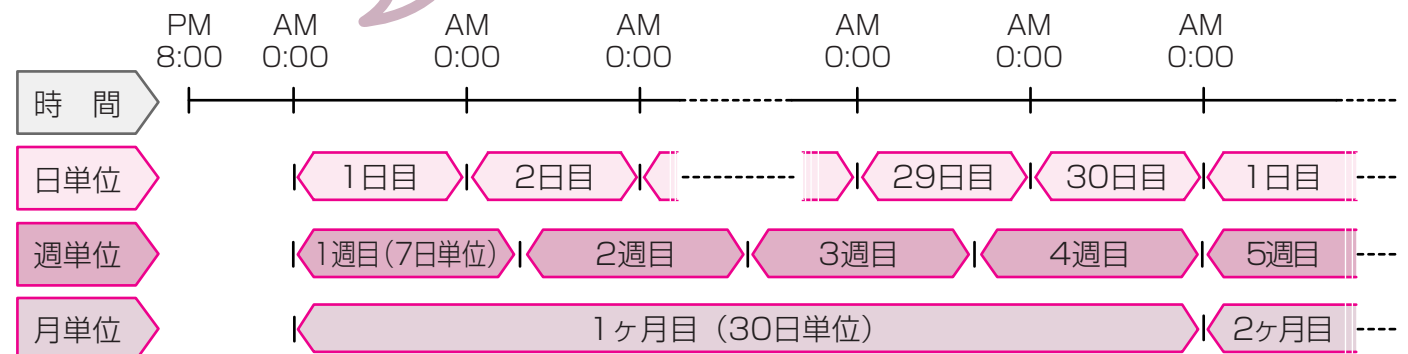 PM AM AM AM AM AM AM
8:00 0:00 0:00 0:00 0:00 0:00 0:00
時　間
日単位 1日目 2日目 29日目 30日目 1日目
週単位 1週目（7日単位） 2週目 3週目 4週目 5週目
月単位 1ヶ月目（30日単位） 2ヶ月目